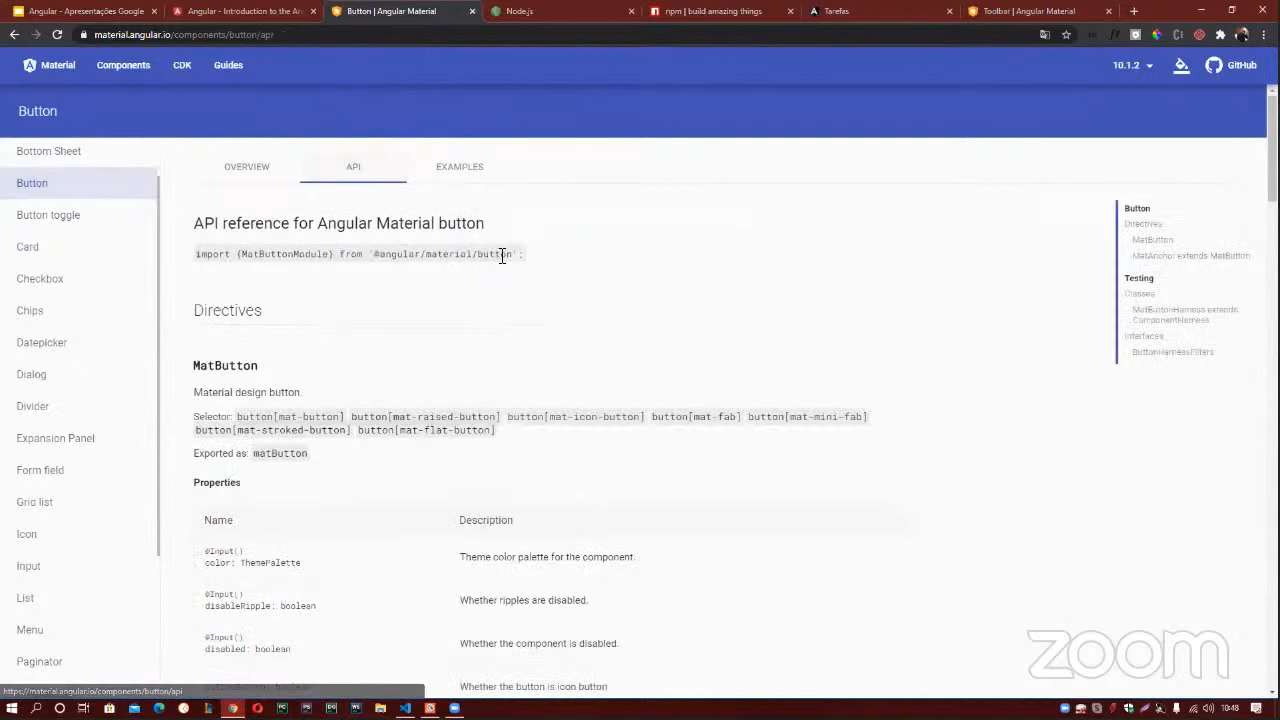 Angular - Apresentações Google
Angular - Introduction to the An
Button | Angular Material
Node.js
npm | build amazing things
Tarefas
Toolbar | Angular Material
material.angular.io/components/button/api
Material
Components
CDK
Guides
10.1.2
GitHub
Button
Bottom Sheet
Button
Button toggle
Card
Checkbox
Chips
Datepicker
Dialog
Divider
Expansion Panel
Form field
Grid list
Icon
Input
List
Menu
Paginator
OVERVIEW
API
EXAMPLES
API reference for Angular Material button
import {MatButtonModule} from '@angular/material/button';
Directives
MatButton
Material design button.
Selector: button[mat-button] button[mat-raised-button] button[mat-icon-button] button[mat-fab] button[mat-mini-fab]
button[mat-stroked-button] button[mat-flat-button]
Exported as: matButton
Properties
Name
Description
@Input()
color: ThemePalette
Theme color palette for the component.
@Input()
disableRipple: boolean
Whether ripples are disabled.
@Input()
disabled: boolean
Whether the component is disabled.
Whether the button is icon button
Button
Directives
MatButton
MatAnchor extends MatButton
Testing
Classes
MatButtonHarness extends
ComponentHarness
Interfaces
ButtonHarnessFilters
zoom
https://material.angular.io/components/button/api
10:48